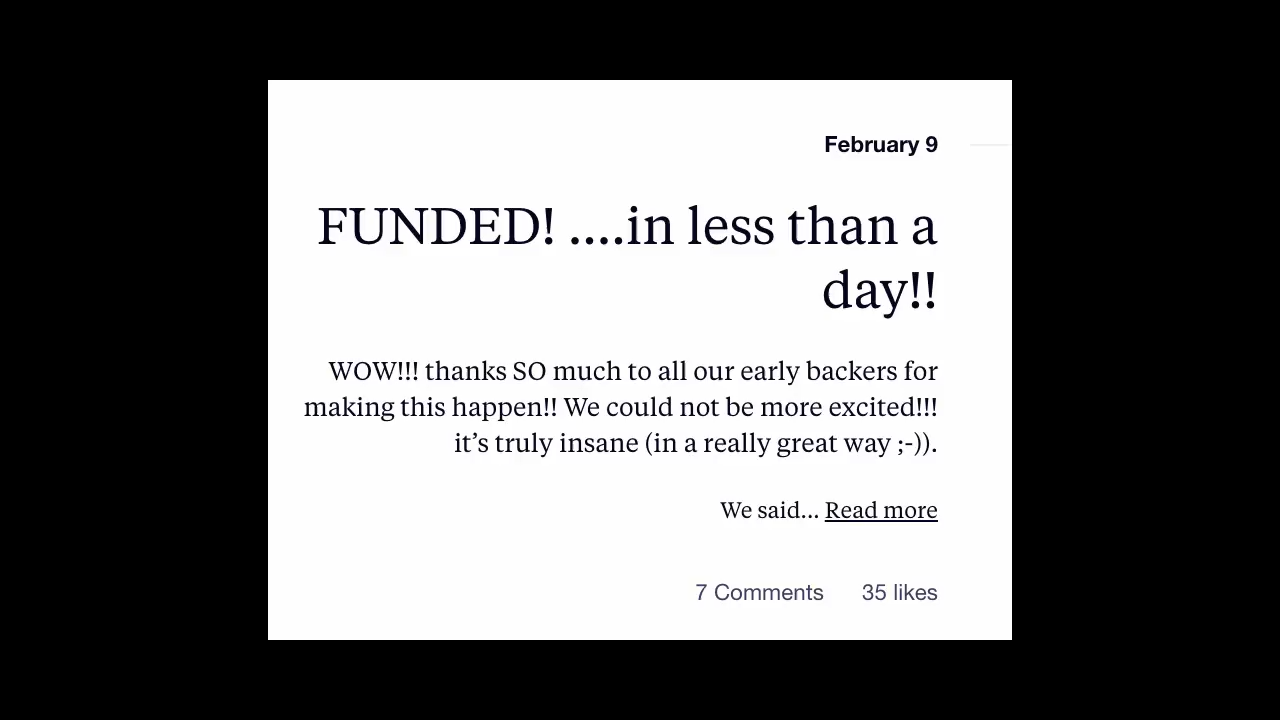 February 9
FUNDED! ....in less than a
day!!
WOW!!! thanks SO much to all our early backers for
making this happen!! We could not be more excited!!!
it’s truly insane (in a really great way ;-)).
We said... Read more
7 Comments 35 likes